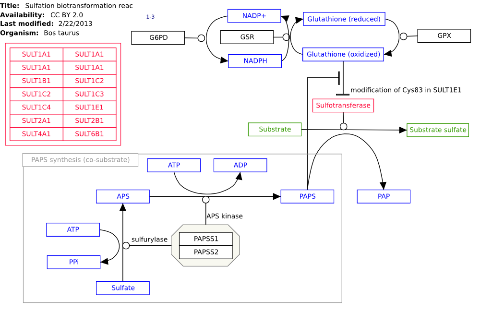 Title: Sulfation biotransformation reac
Availability: CC BY 2.0
Last modified: 2/22/2013
Organism: Bos taurus
1-3
NADP+
Glutathione (reduced)
G6PD
GSR
GPX
NADPH
Glutathione (oxidized)
SULT1A1 SULT1A1
SULT1A1 SULT1A1
SULT1B1 SULT1C2
SULT1C2 SULT1C3
SULT1C4 SULT1E1
SULT2A1 SULT2B1
SULT4A1 SULT6B1
modification of Cys83 in SULT1E1
Sulfotransferase
Substrate
Substrate sulfate
PAPS synthesis (co-substrate)
ATP
ADP
APS
PAPS
PAP
APS kinase
ATP
sulfurylase
PAPSS1
PAPSS2
PPi
Sulfate